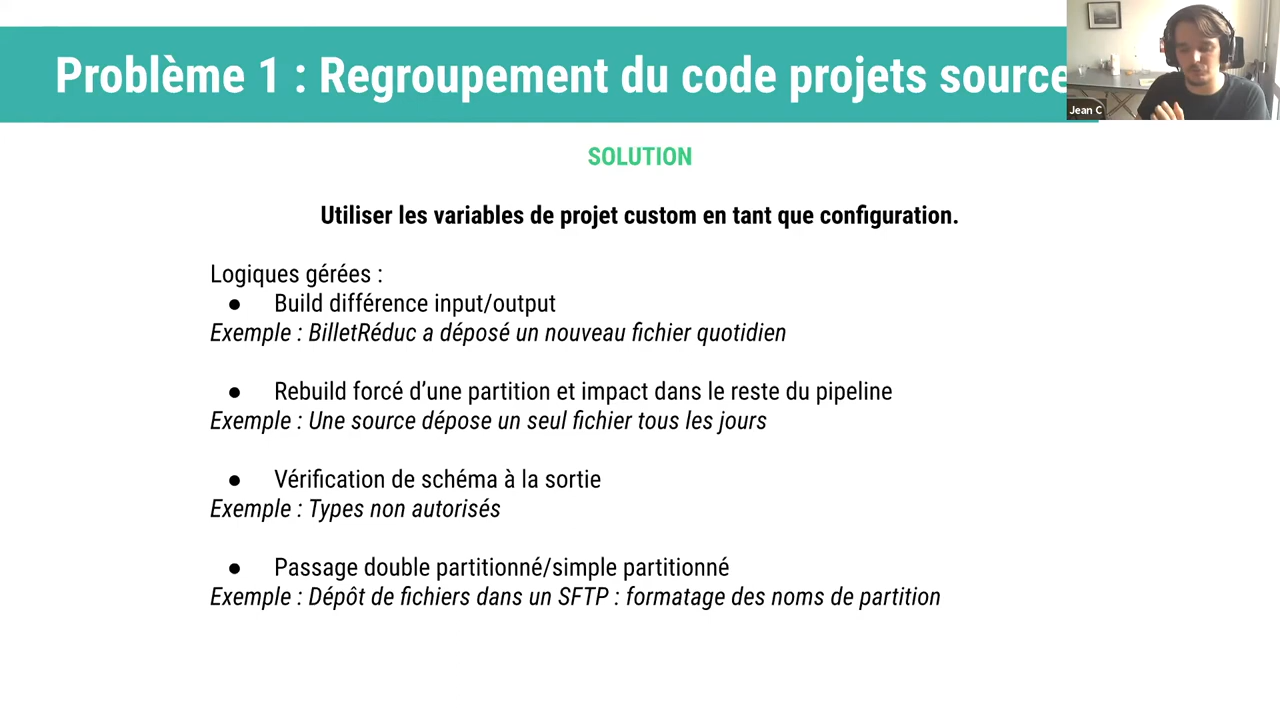 Problème 1 : Regroupement du code projets source
Jean C
SOLUTION
Utiliser les variables de projet custom en tant que configuration.
Logiques gérées :
● Build différence input/output
Exemple : BilletRéduc a déposé un nouveau fichier quotidien
● Rebuild forcé d’une partition et impact dans le reste du pipeline
Exemple : Une source dépose un seul fichier tous les jours
● Vérification de schéma à la sortie
Exemple : Types non autorisés
● Passage double partitionné/simple partitionné
Exemple : Dépôt de fichiers dans un SFTP : formatage des noms de partition